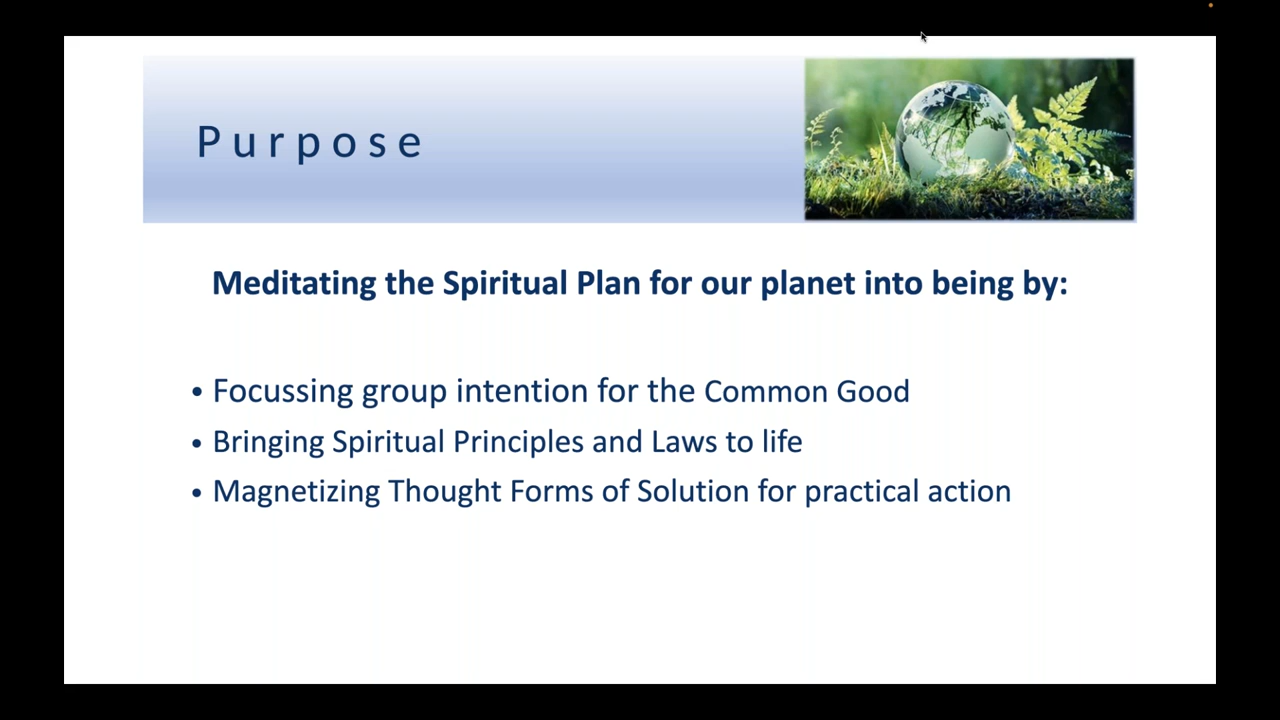 Purpose
Meditating the Spiritual Plan for our planet into being by:
• Focussing group intention for the Common Good
• Bringing Spiritual Principles and Laws to life
• Magnetizing Thought Forms of Solution for practical action